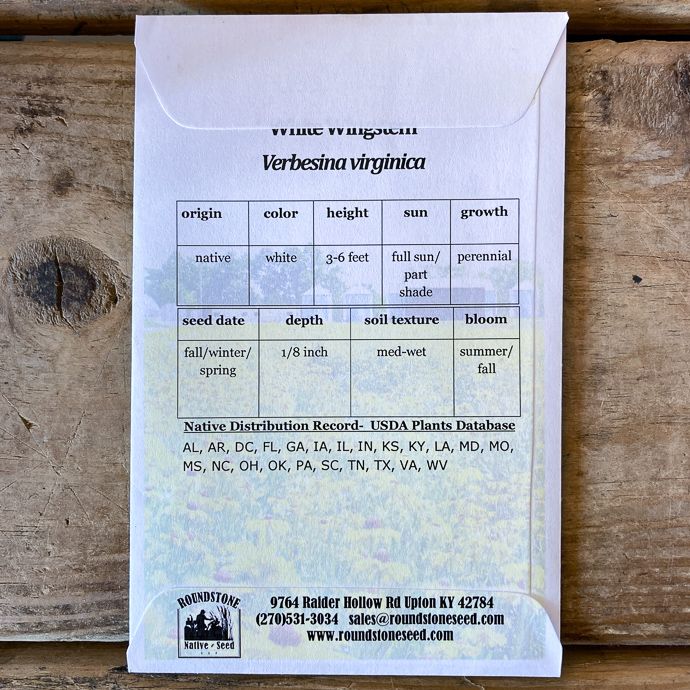 White Wingstem
Verbesina virginica
origin color height sun growth
native white 3-6 feet full sun/ perennial
part
shade
seed date depth soil texture bloom
fall/winter/ 1/8 inch med-wet summer/
spring fall
Native Distribution Record- USDA Plants Database
AL, AR, DC, FL, GA, IA, IL, IN, KS, KY, LA, MD, MO,
MS, NC, OH, OK, PA, SC, TN, TX, VA, WV
ROUNDSTONE
Native Seed
9764 Raider Hollow Rd Upton KY 42784
(270)531-3034 sales@roundstoneseed.com
www.roundstoneseed.com